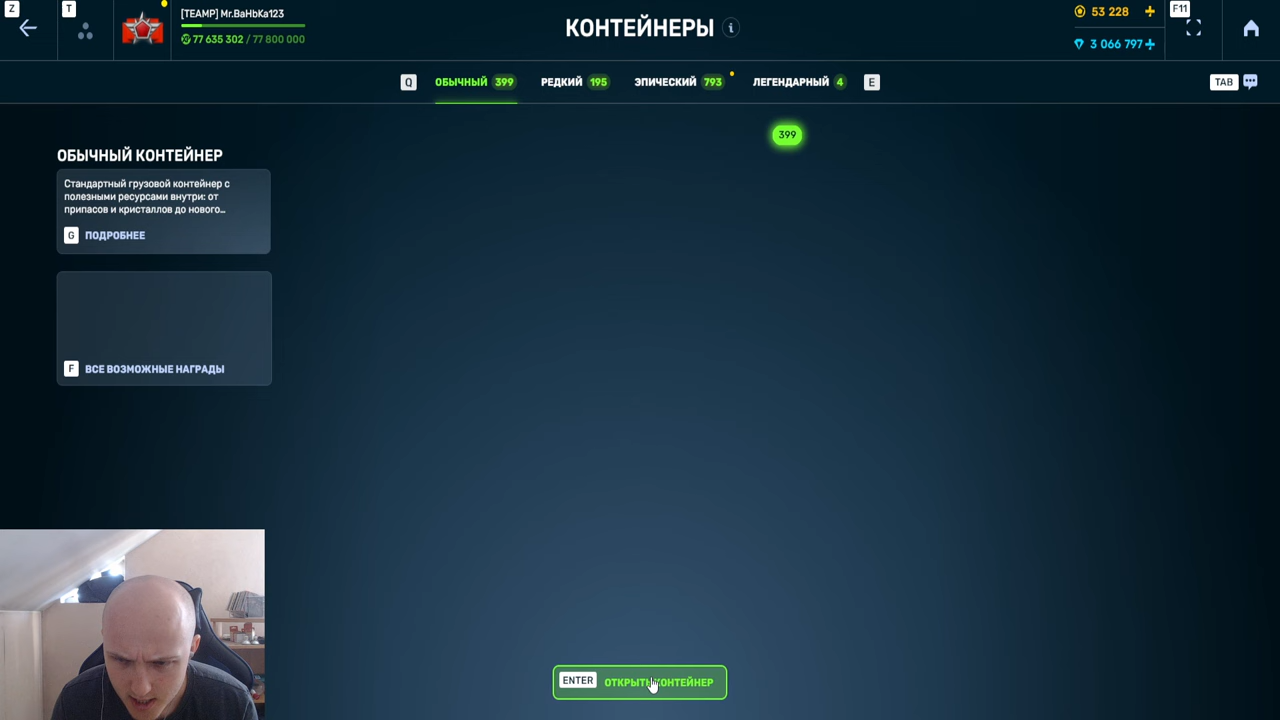 Z
T
[TEAMP] Mr.BaHbKa123
77 635 302 / 77 800 000
КОНТЕЙНЕРЫ i
53 228 +
3 066 797 +
F11
Q ОБЫЧНЫЙ 399 РЕДКИЙ 195 ЭПИЧЕСКИЙ 793 ЛЕГЕНДАРНЫЙ 4 E
TAB
399
ОБЫЧНЫЙ КОНТЕЙНЕР
Стандартный грузовой контейнер с
полезными ресурсами внутри: от
припасов и кристаллов до нового...
G ПОДРОБНЕЕ
F ВСЕ ВОЗМОЖНЫЕ НАГРАДЫ
ENTER ОТКРЫТЬ КОНТЕЙНЕР